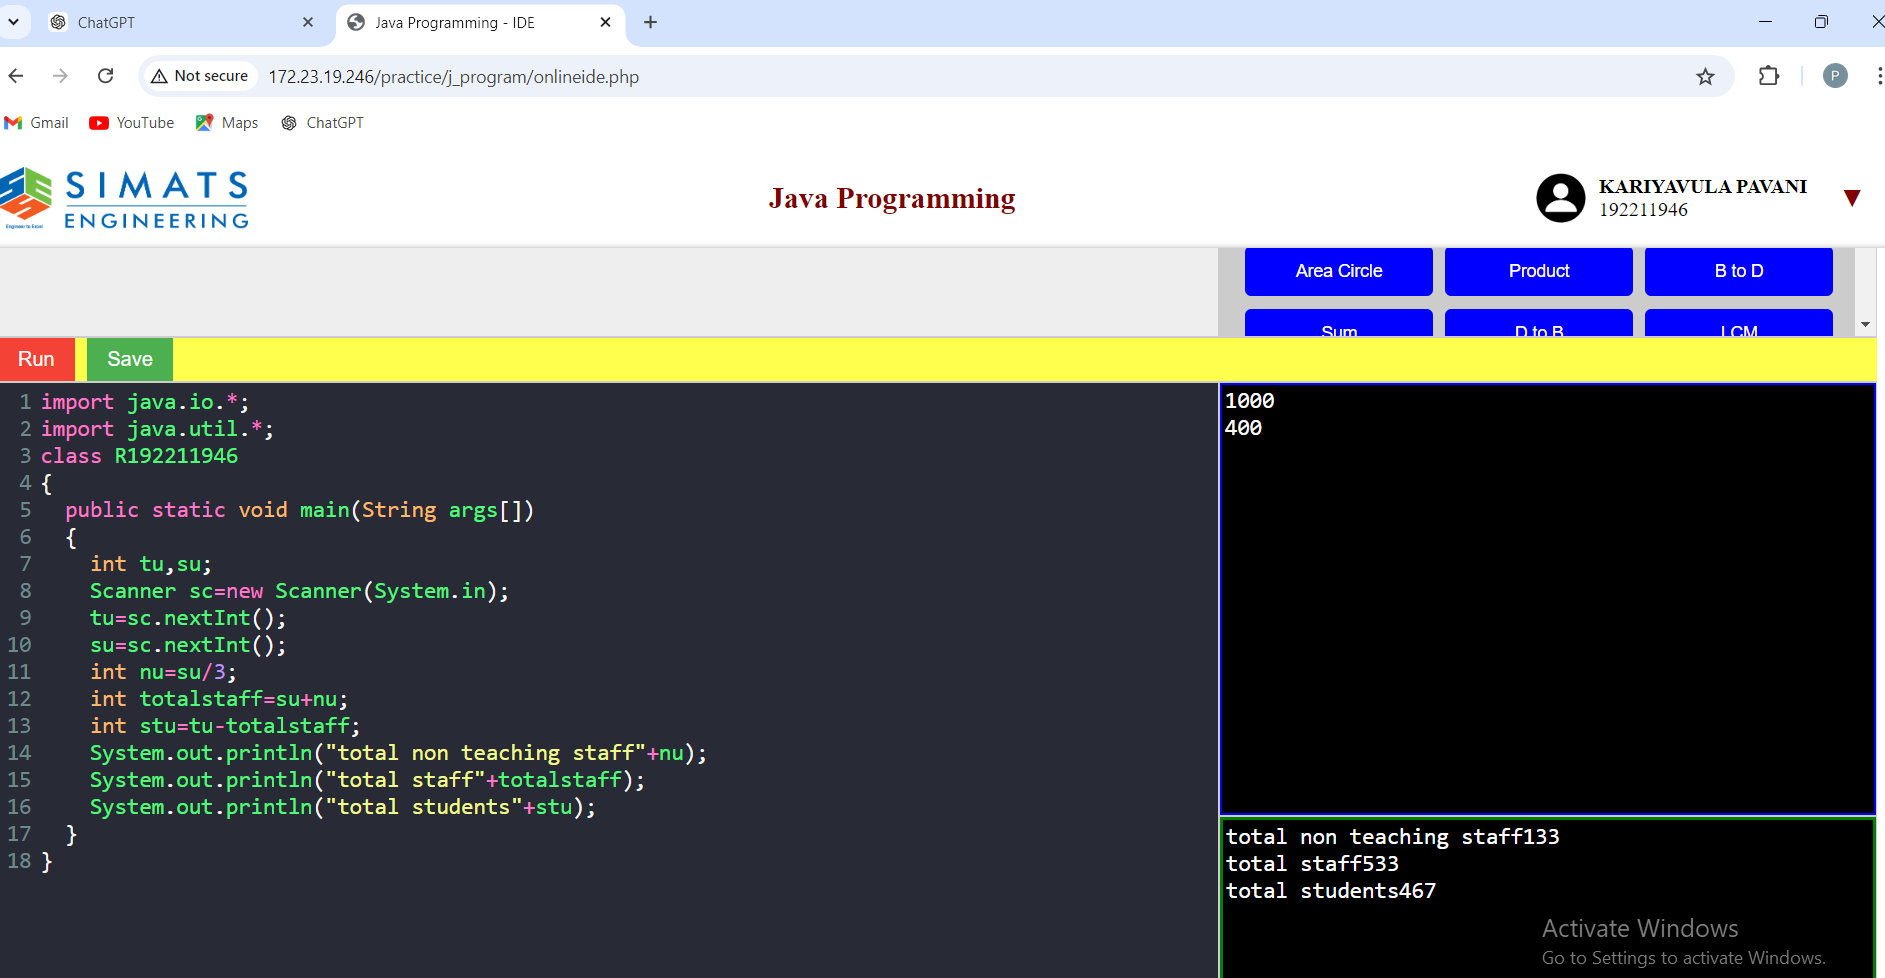 ChatGPT
Java Programming - IDE
Not secure
172.23.19.246/practice/j_program/onlineide.php
P
Gmail
YouTube
Maps
ChatGPT
SIMATS
ENGINEERING
Engineer to Excel
Java Programming
KARIYAVULA PAVANI
192211946
Area Circle
Product
B to D
Sum
D to B
LCM
Run
Save
1 import java.io.*;
2 import java.util.*;
3 class R192211946
4 {
5 public static void main(String args[])
6 {
7 int tu,su;
8 Scanner sc=new Scanner(System.in);
9 tu=sc.nextInt();
10 su=sc.nextInt();
11 int nu=su/3;
12 int totalstaff=su+nu;
13 int stu=tu-totalstaff;
14 System.out.println("total non teaching staff"+nu);
15 System.out.println("total staff"+totalstaff);
16 System.out.println("total students"+stu);
17 }
18 }
1000
400
total non teaching staff133
total staff533
total students467
Activate Windows
Go to Settings to activate Windows.